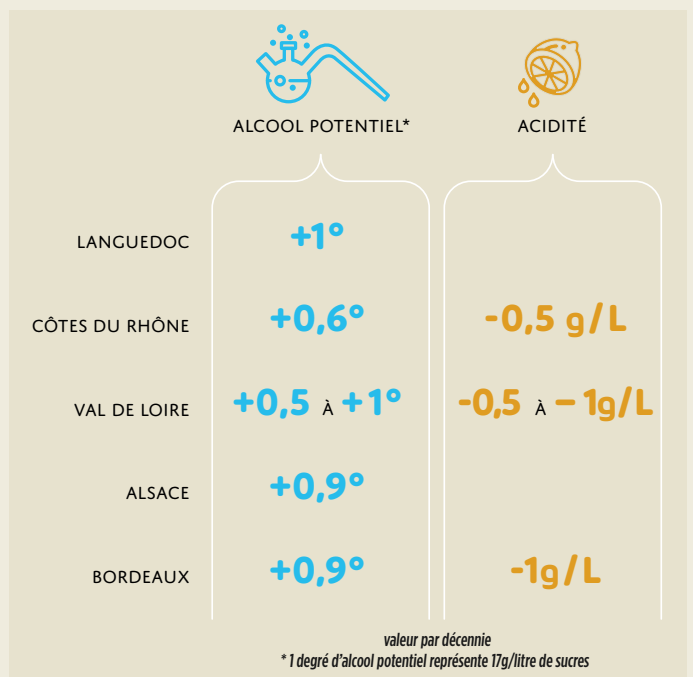 ALCOOL POTENTIEL* ACIDITÉ
LANGUEDOC +1°
CÔTES DU RHÔNE +0,6° -0,5 g/L
VAL DE LOIRE +0,5 À +1° -0,5 À – 1g/L
ALSACE +0,9°
BORDEAUX +0,9° -1g/L
valeur par décennie
* 1 degré d’alcool potentiel représente 17g/litre de sucres